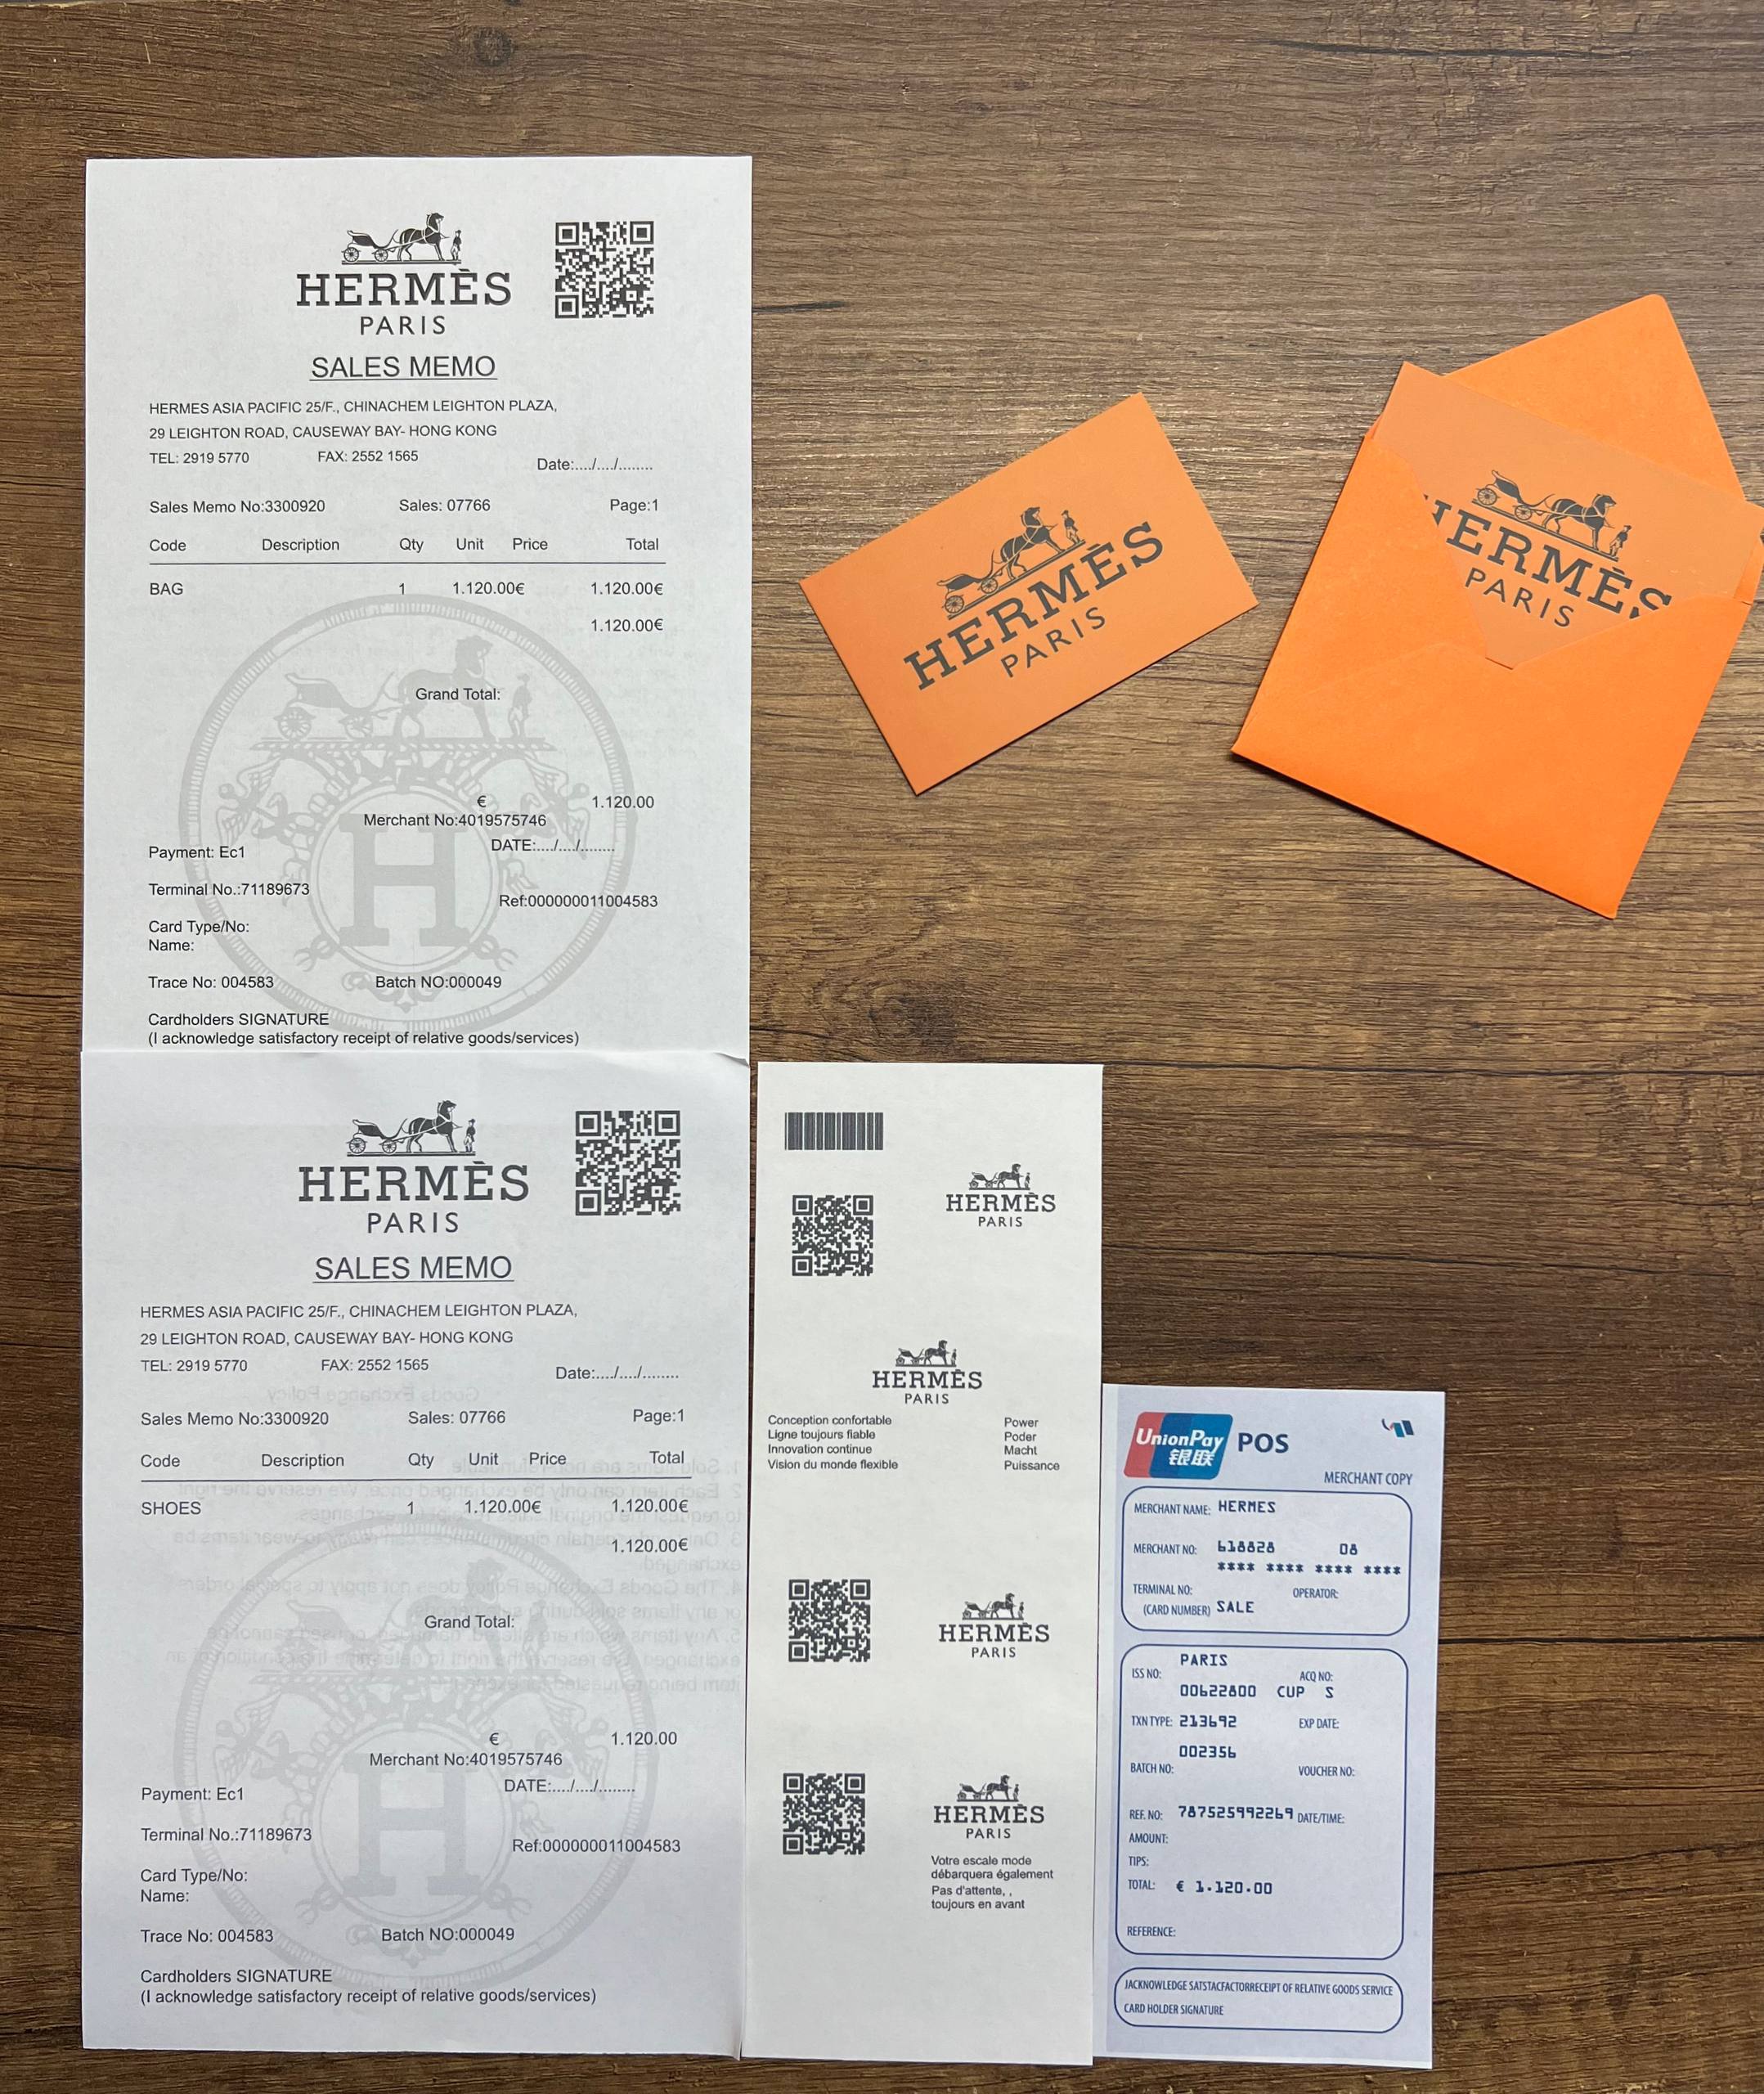 HERMÈS
PARIS
SALES MEMO
HERMES ASIA PACIFIC 25/F., CHINACHEM LEIGHTON PLAZA,
29 LEIGHTON ROAD, CAUSEWAY BAY- HONG KONG
TEL: 2919 5770 FAX: 2552 1565
Date:..../..../........
Sales Memo No:3300920 Sales: 07766 Page:1
Code Description Qty Unit Price Total
BAG 1 1.120.00€ 1.120.00€
1.120.00€
Grand Total:
€ 1.120.00
Merchant No:4019575746
DATE:..../..../........
Payment: Ec1
Terminal No.:71189673
Ref:000000011004583
Card Type/No:
Name:
Trace No: 004583 Batch NO:000049
Cardholders SIGNATURE
(I acknowledge satisfactory receipt of relative goods/services)
H
HERMÈS
PARIS
HERMÈS
PARIS
HERMÈS
PARIS
SALES MEMO
HERMES ASIA PACIFIC 25/F., CHINACHEM LEIGHTON PLAZA,
29 LEIGHTON ROAD, CAUSEWAY BAY- HONG KONG
TEL: 2919 5770 FAX: 2552 1565
Date:..../..../........
Sales Memo No:3300920 Sales: 07766 Page:1
Code Description Qty Unit Price Total
SHOES 1 1.120.00€ 1.120.00€
1.120.00€
Grand Total:
€ 1.120.00
Merchant No:4019575746
DATE:..../..../........
Payment: Ec1
Terminal No.:71189673
Ref:000000011004583
Card Type/No:
Name:
Trace No: 004583 Batch NO:000049
Cardholders SIGNATURE
(I acknowledge satisfactory receipt of relative goods/services)
H
Goods Exchange Policy
HERMÈS
PARIS
HERMÈS
PARIS
Conception confortable Power
Ligne toujours fiable Poder
Innovation continue Macht
Vision du monde flexible Puissance
HERMÈS
PARIS
HERMÈS
PARIS
Votre escale mode
débarquera également
Pas d'attente, ,
toujours en avant
UnionPay
银联
POS
MERCHANT COPY
MERCHANT NAME: HERMES
MERCHANT NO: 618828 08
**** **** **** ****
TERMINAL NO: OPERATOR:
(CARD NUMBER) SALE
PARIS
ISS NO: ACQ NO:
00622800 CUP S
TXN TYPE: 213692 EXP DATE:
002356
BATCH NO: VOUCHER NO:
REF. NO: 787525992269 DATE/TIME:
AMOUNT:
TIPS:
TOTAL: € 1.120.00
REFERENCE:
JACKNOWLEDGE SATSTACFACTORRECEIPT OF RELATIVE GOODS SERVICE
CARD HOLDER SIGNATURE